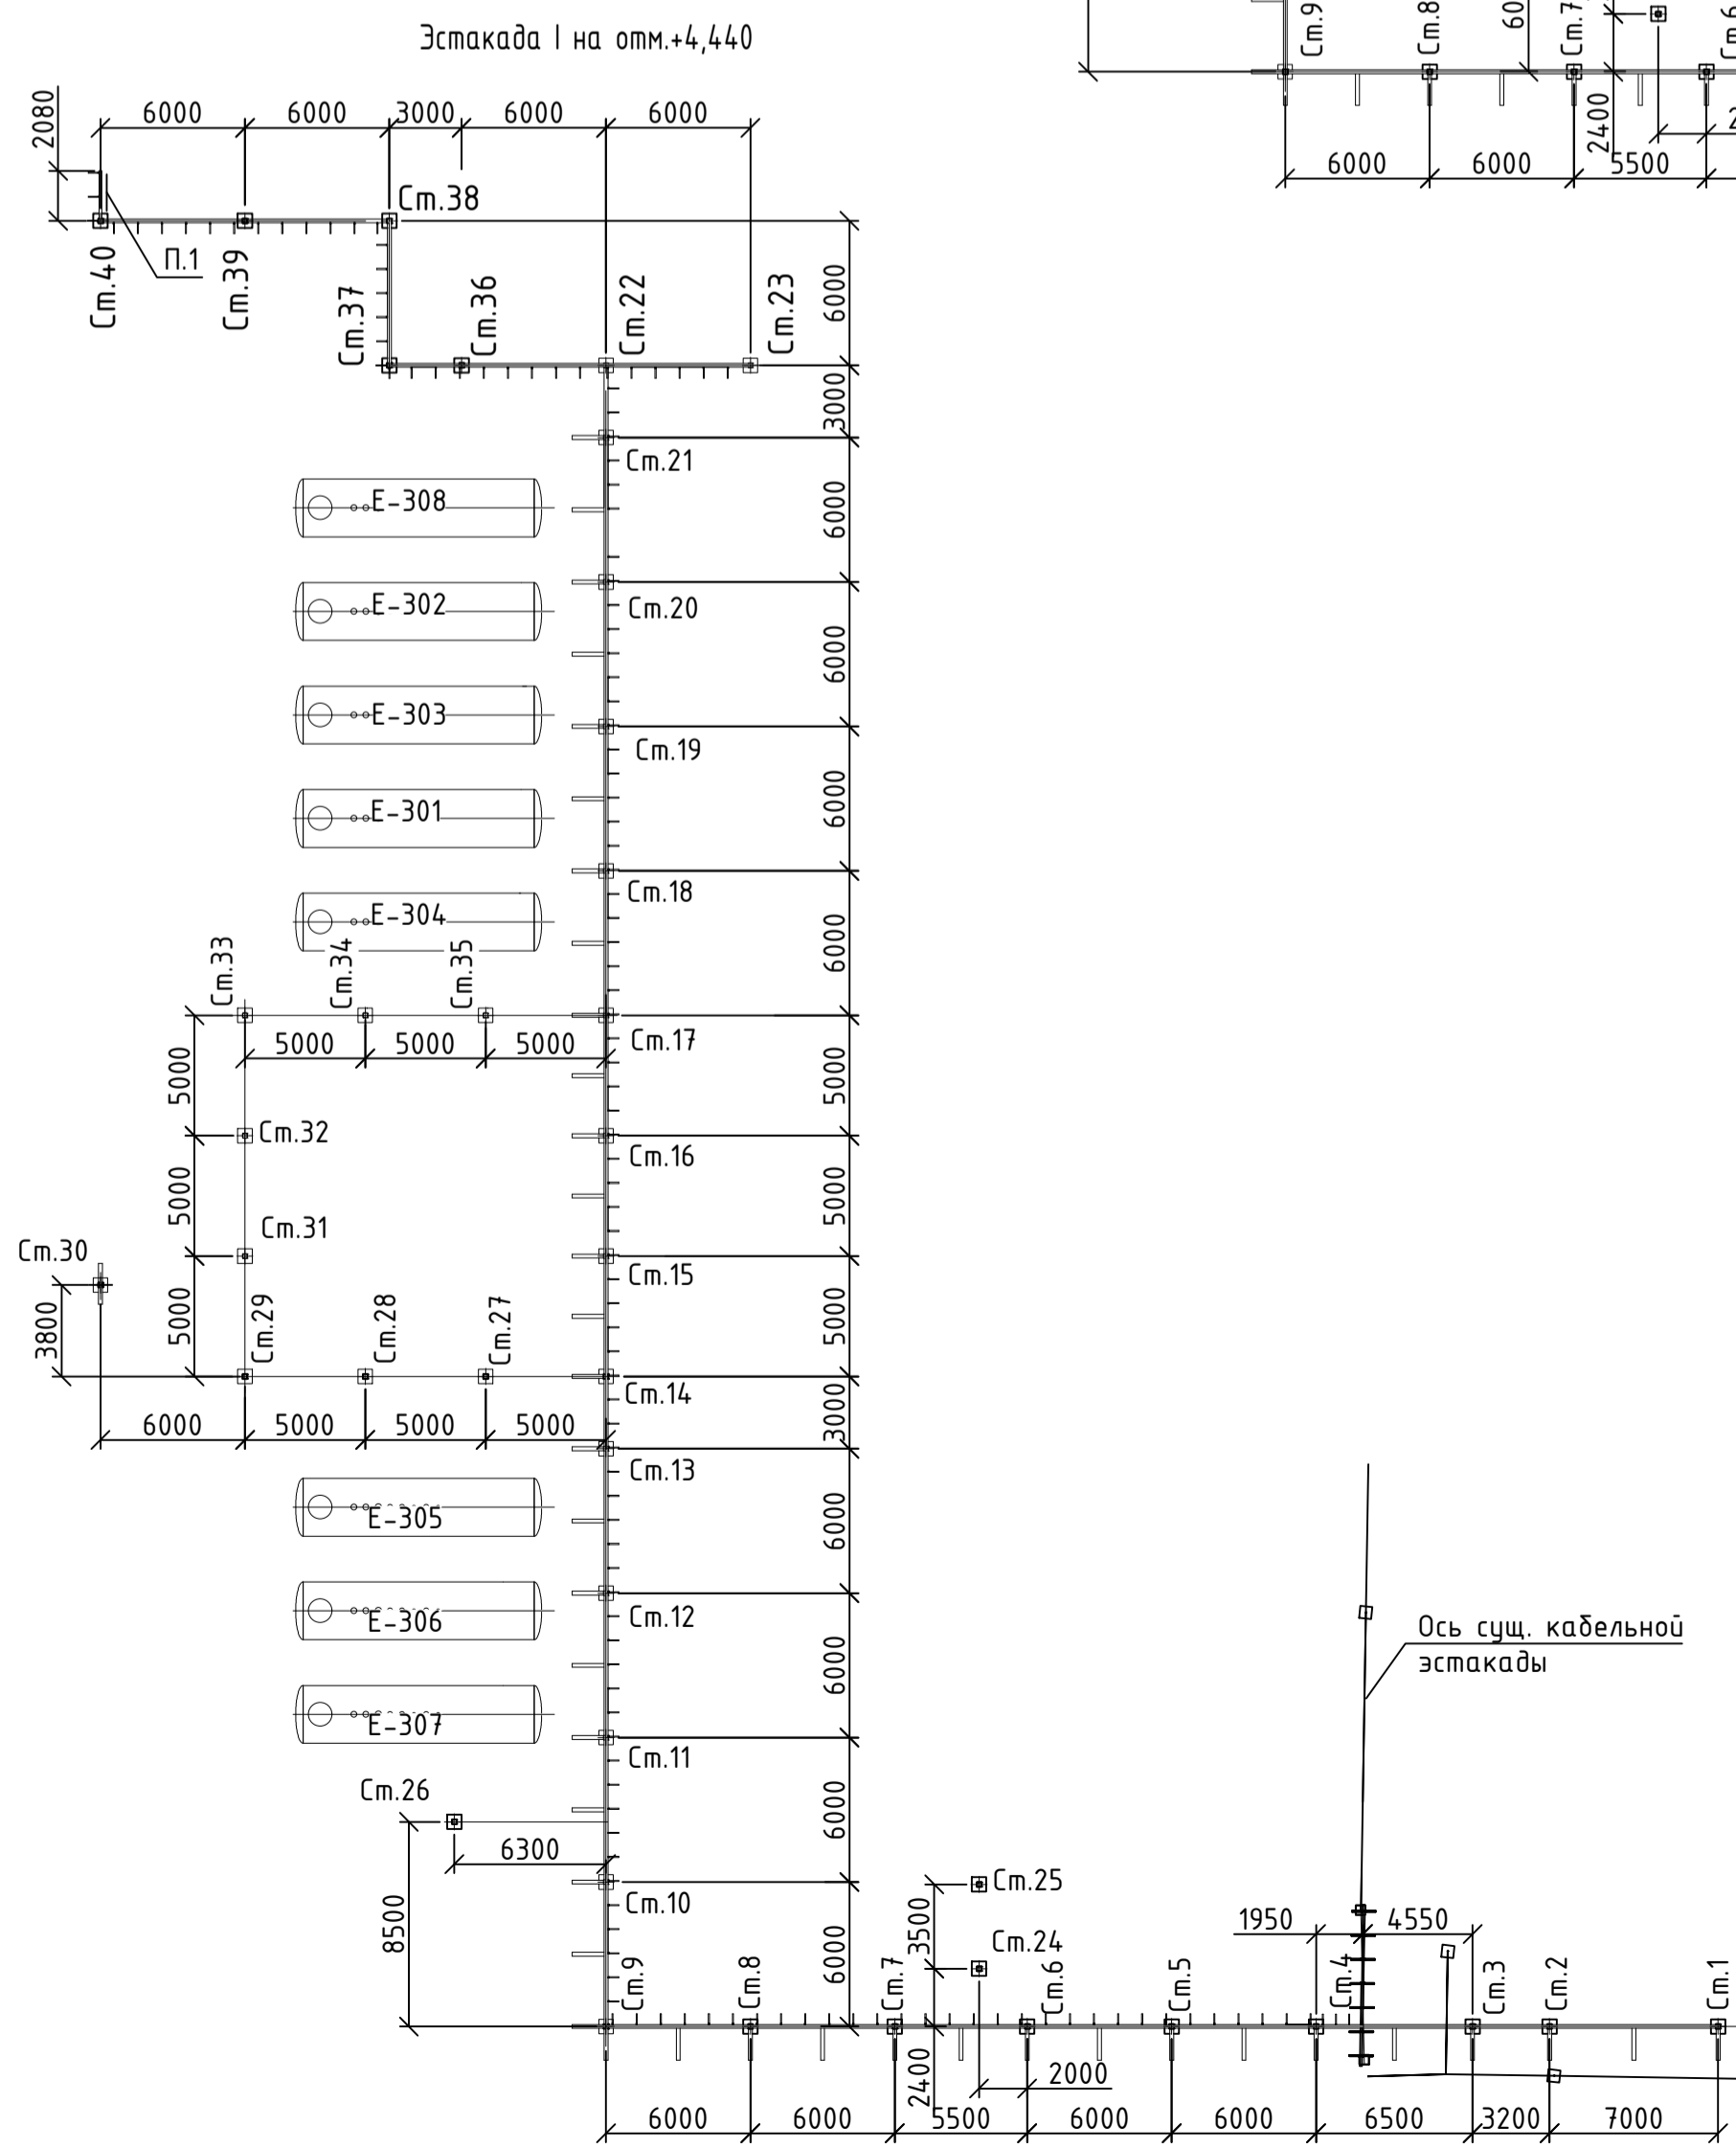 Эстакада I на отм.+4,440
Ст.9
Ст.8
60
Ст.7
2400
6000
6000
5500
2080
6000
6000
3000
6000
6000
Ст.38
Ст.40
П.1
Ст.39
Ст.37
Ст.36
Ст.22
Ст.23
6000
3000
Ст.21
E-308
6000
E-302
Ст.20
6000
E-303
Ст.19
6000
E-301
Ст.18
E-304
6000
Ст.33
Ст.34
Ст.35
5000
5000
5000
Ст.17
5000
5000
Ст.32
Ст.16
5000
5000
Ст.31
Ст.30
Ст.15
3800
5000
Ст.29
Ст.28
Ст.27
5000
Ст.14
3000
6000
5000
5000
5000
Ст.13
E-305
6000
E-306
Ст.12
6000
Ось сущ. кабельной
эстакады
E-307
Ст.11
Ст.26
6000
6300
Ст.10
8500
6000
Ст.25
3500
Ст.24
2400
1950
4550
Ст.9
Ст.8
Ст.7
Ст.6
Ст.5
Ст.4
Ст.3
Ст.2
Ст.1
2000
6000
6000
5500
6000
6000
6500
3200
7000